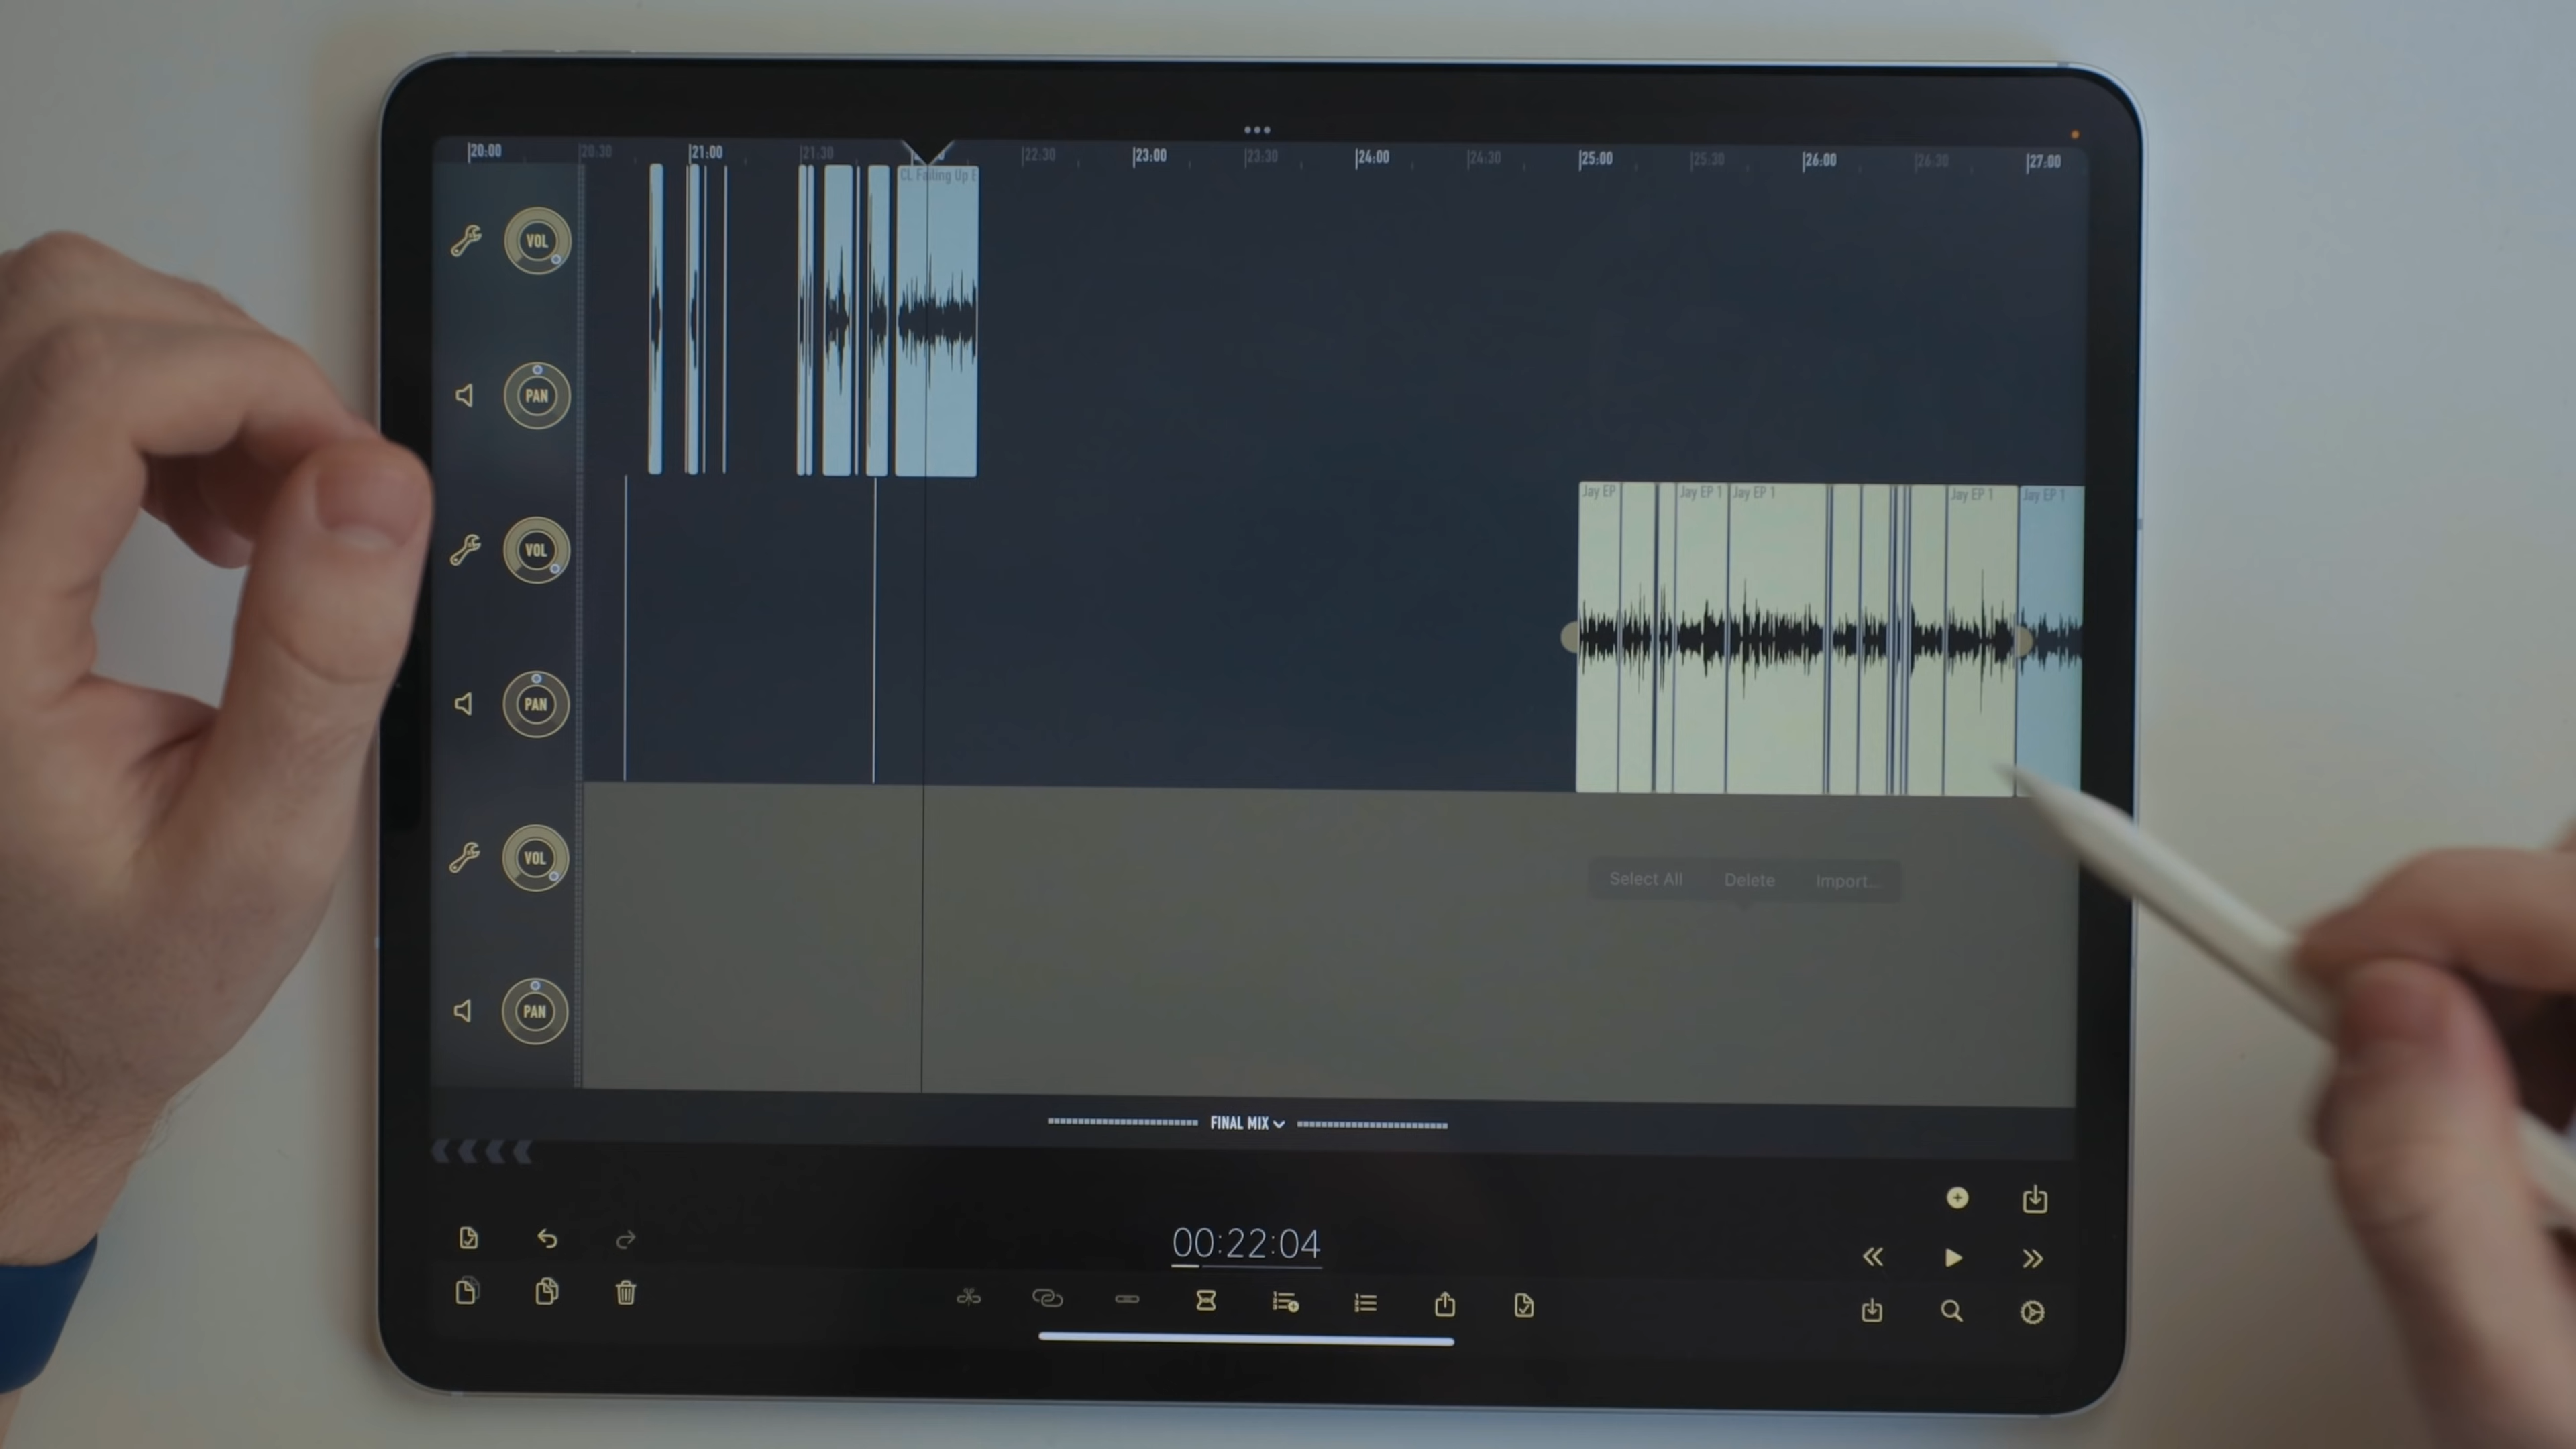 20:00 20:30 21:00 21:30 22:30 23:00 23:30 24:00 24:30 25:00 25:30 26:00 26:30 27:00
CL Failing Up E
VOL
PAN
Jay EP Jay EP 1 Jay EP 1 Jay EP 1 Jay EP 1
VOL
PAN
VOL
Select All Delete Import...
PAN
FINAL MIX
00:22:04